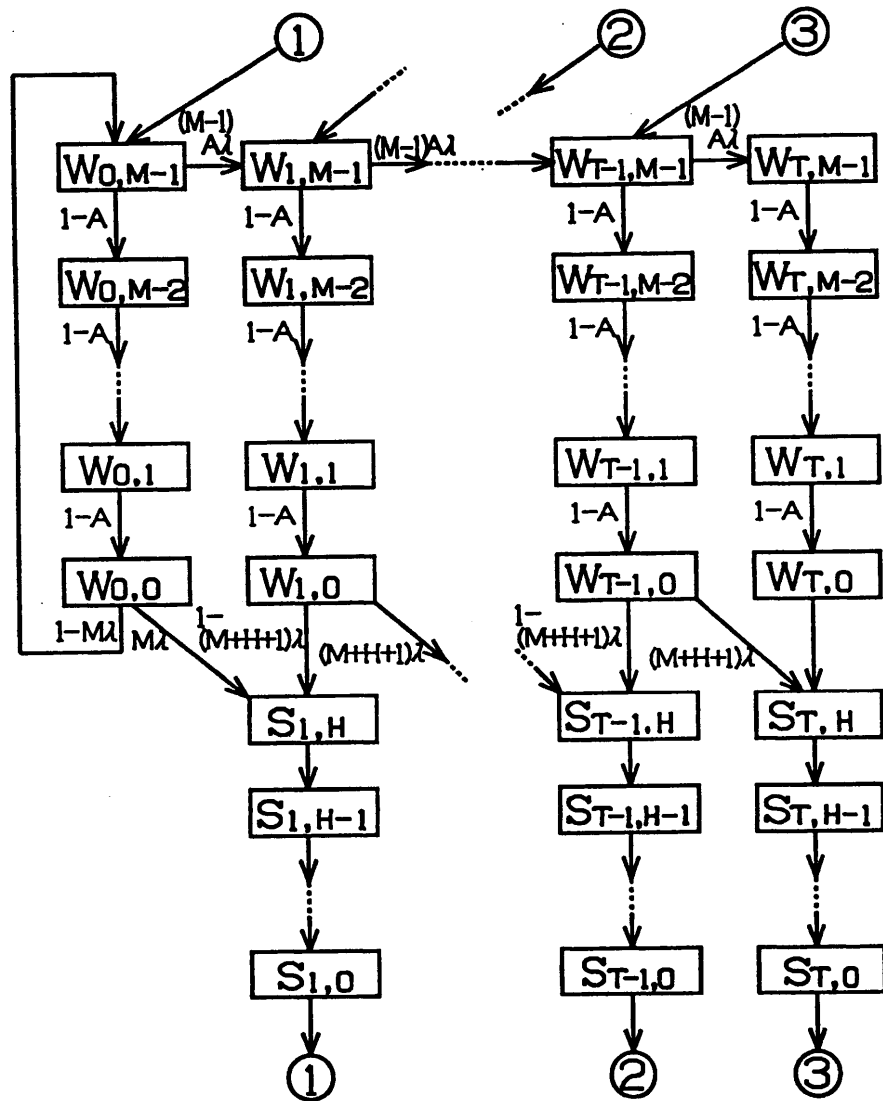 ① ② ③
(M-1) Aλ (M-1)Aλ (M-1) Aλ
W0,M-1 W1,M-1 WT-1,M-1 WT,M-1
1-A 1-A 1-A 1-A
W0,M-2 W1,M-2 WT-1,M-2 WT,M-2
1-A 1-A 1-A 1-A
W0,1 W1,1 WT-1,1 WT,1
1-A 1-A 1-A 1-A
W0,0 W1,0 WT-1,0 WT,0
1-Mλ Mλ 1-(M+H+1)λ (M+H+1)λ 1-(M+H+1)λ (M+H+1)λ
S1,H ST-1,H ST,H
S1,H-1 ST-1,H-1 ST,H-1
S1,0 ST-1,0 ST,0
① ② ③